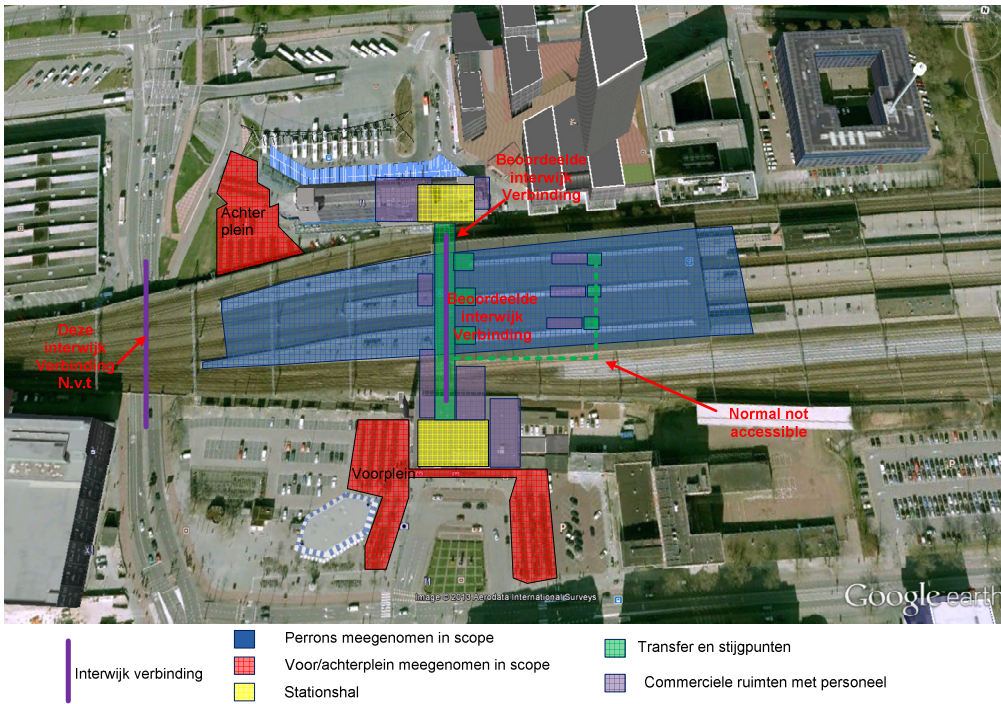 N
Beoordeelde
interwijk
Verbinding
Achter
plein
Beoordeelde
interwijk
Verbinding
Deze
interwijk
Verbinding
N.v.t
Normal not
accessible
Voorplein
P
P
Image © 2013 Aerodata International Surveys
Google earth
Interwijk verbinding
Perrons meegenomen in scope
Voor/achterplein meegenomen in scope
Stationshal
Transfer en stijgpunten
Commerciele ruimten met personeel